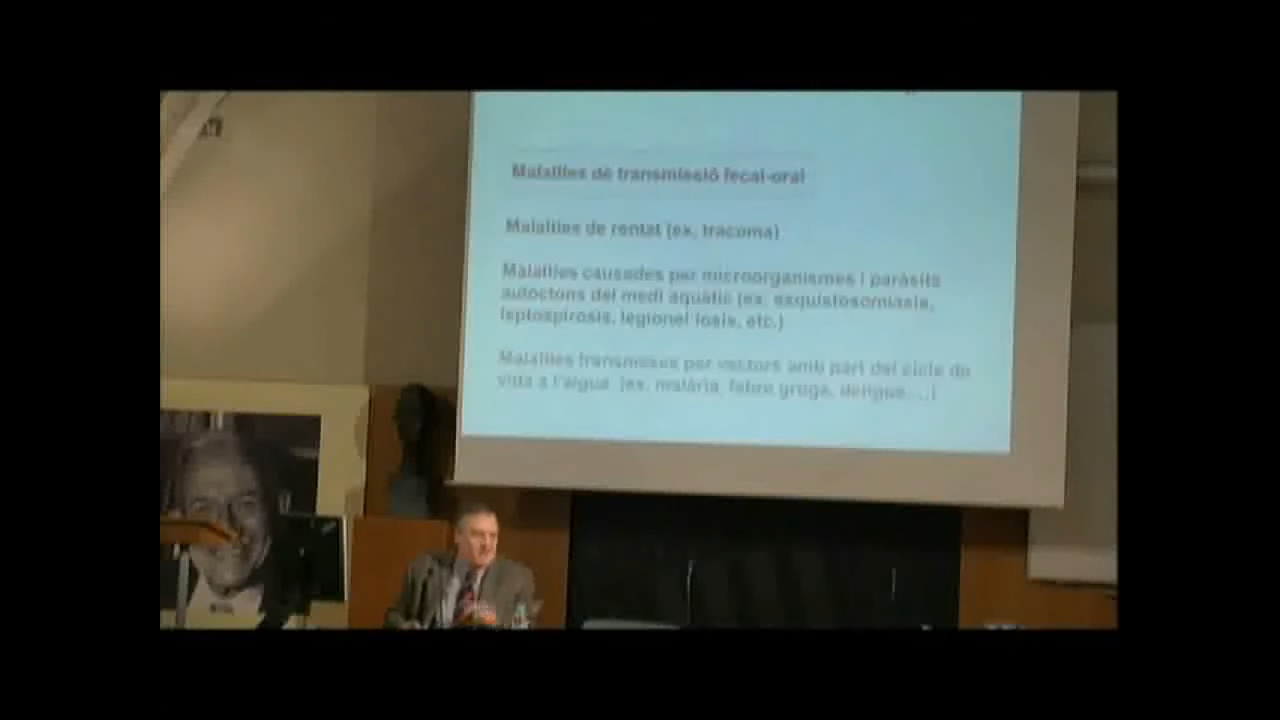 Malalties de transmissió fecal-oral
Malalties de rentat (ex. tracoma)
Malalties causades per microorganismes i paràsits
autòctons del medi aquàtic (ex. esquistosomiasis,
leptospirosis, legionel·losis, etc.)
Malalties transmeses per vectors amb part del cicle de
vida a l'aigua (ex. malària, febre groga, dengue, ...)